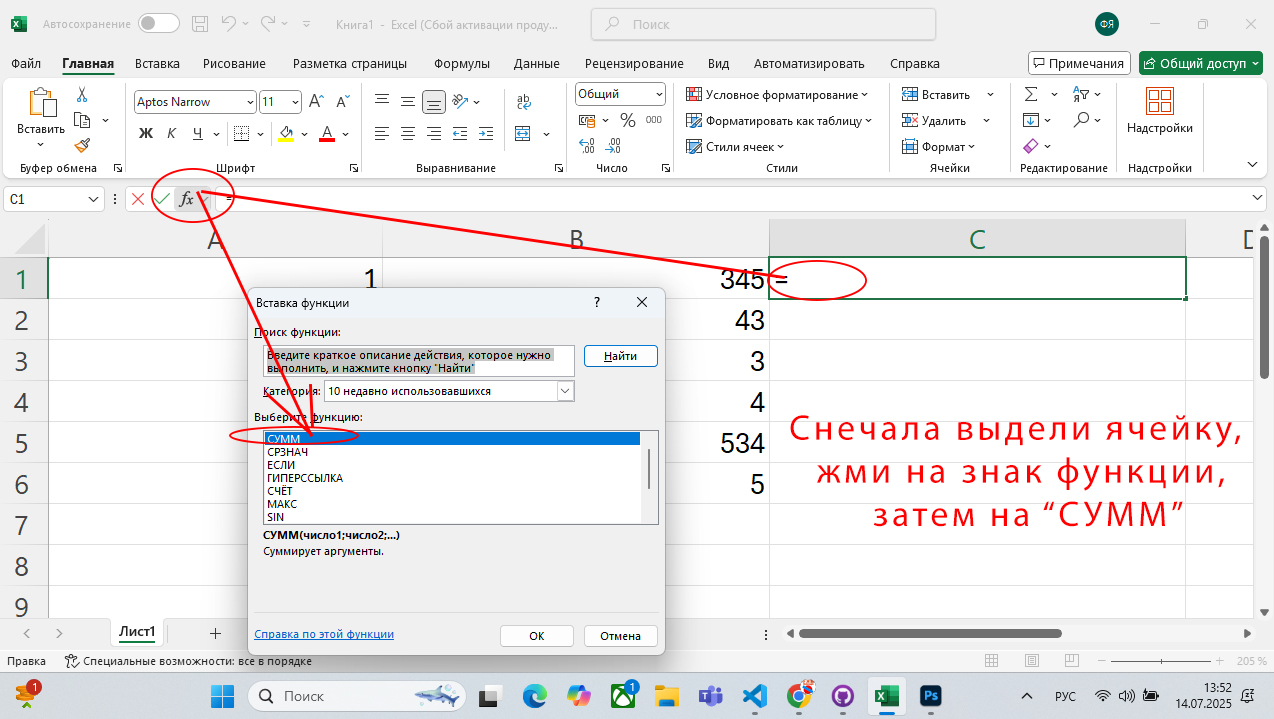 Автосохранение
Книга1 - Excel (Сбой активации проду...
Поиск
ФЯ
Файл Главная Вставка Рисование Разметка страницы Формулы Данные Рецензирование Вид Автоматизировать Справка
Примечания
Общий доступ
Вставить
Буфер обмена
Aptos Narrow 11
Ж К Ч А
Шрифт
ab
Выравнивание
Общий
% 000
Число
Условное форматирование
Форматировать как таблицу
Стили ячеек
Стили
Вставить
Удалить
Формат
Ячейки
Редактирование
Надстройки
Надстройки
C1 fx =
A B C D
1 1 345 =
2 43
3 3
4 4
5 534
6 5
7
8
9
Вставка функции ?
Поиск функции:
Введите краткое описание действия, которое нужно
выполнить, и нажмите кнопку "Найти"
Найти
Категория: 10 недавно использовавшихся
Выберите функцию:
СУММ
СРЗНАЧ
ЕСЛИ
ГИПЕРССЫЛКА
СЧЁТ
МАКС
SIN
СУММ(число1;число2;...)
Суммирует аргументы.
Справка по этой функции
ОК
Отмена
Снечала выдели ячейку,
жми на знак функции,
затем на “СУММ”
Лист1
Правка Специальные возможности: все в порядке
205 %
1
Поиск
1
Ps
РУС
13:52
14.07.2025